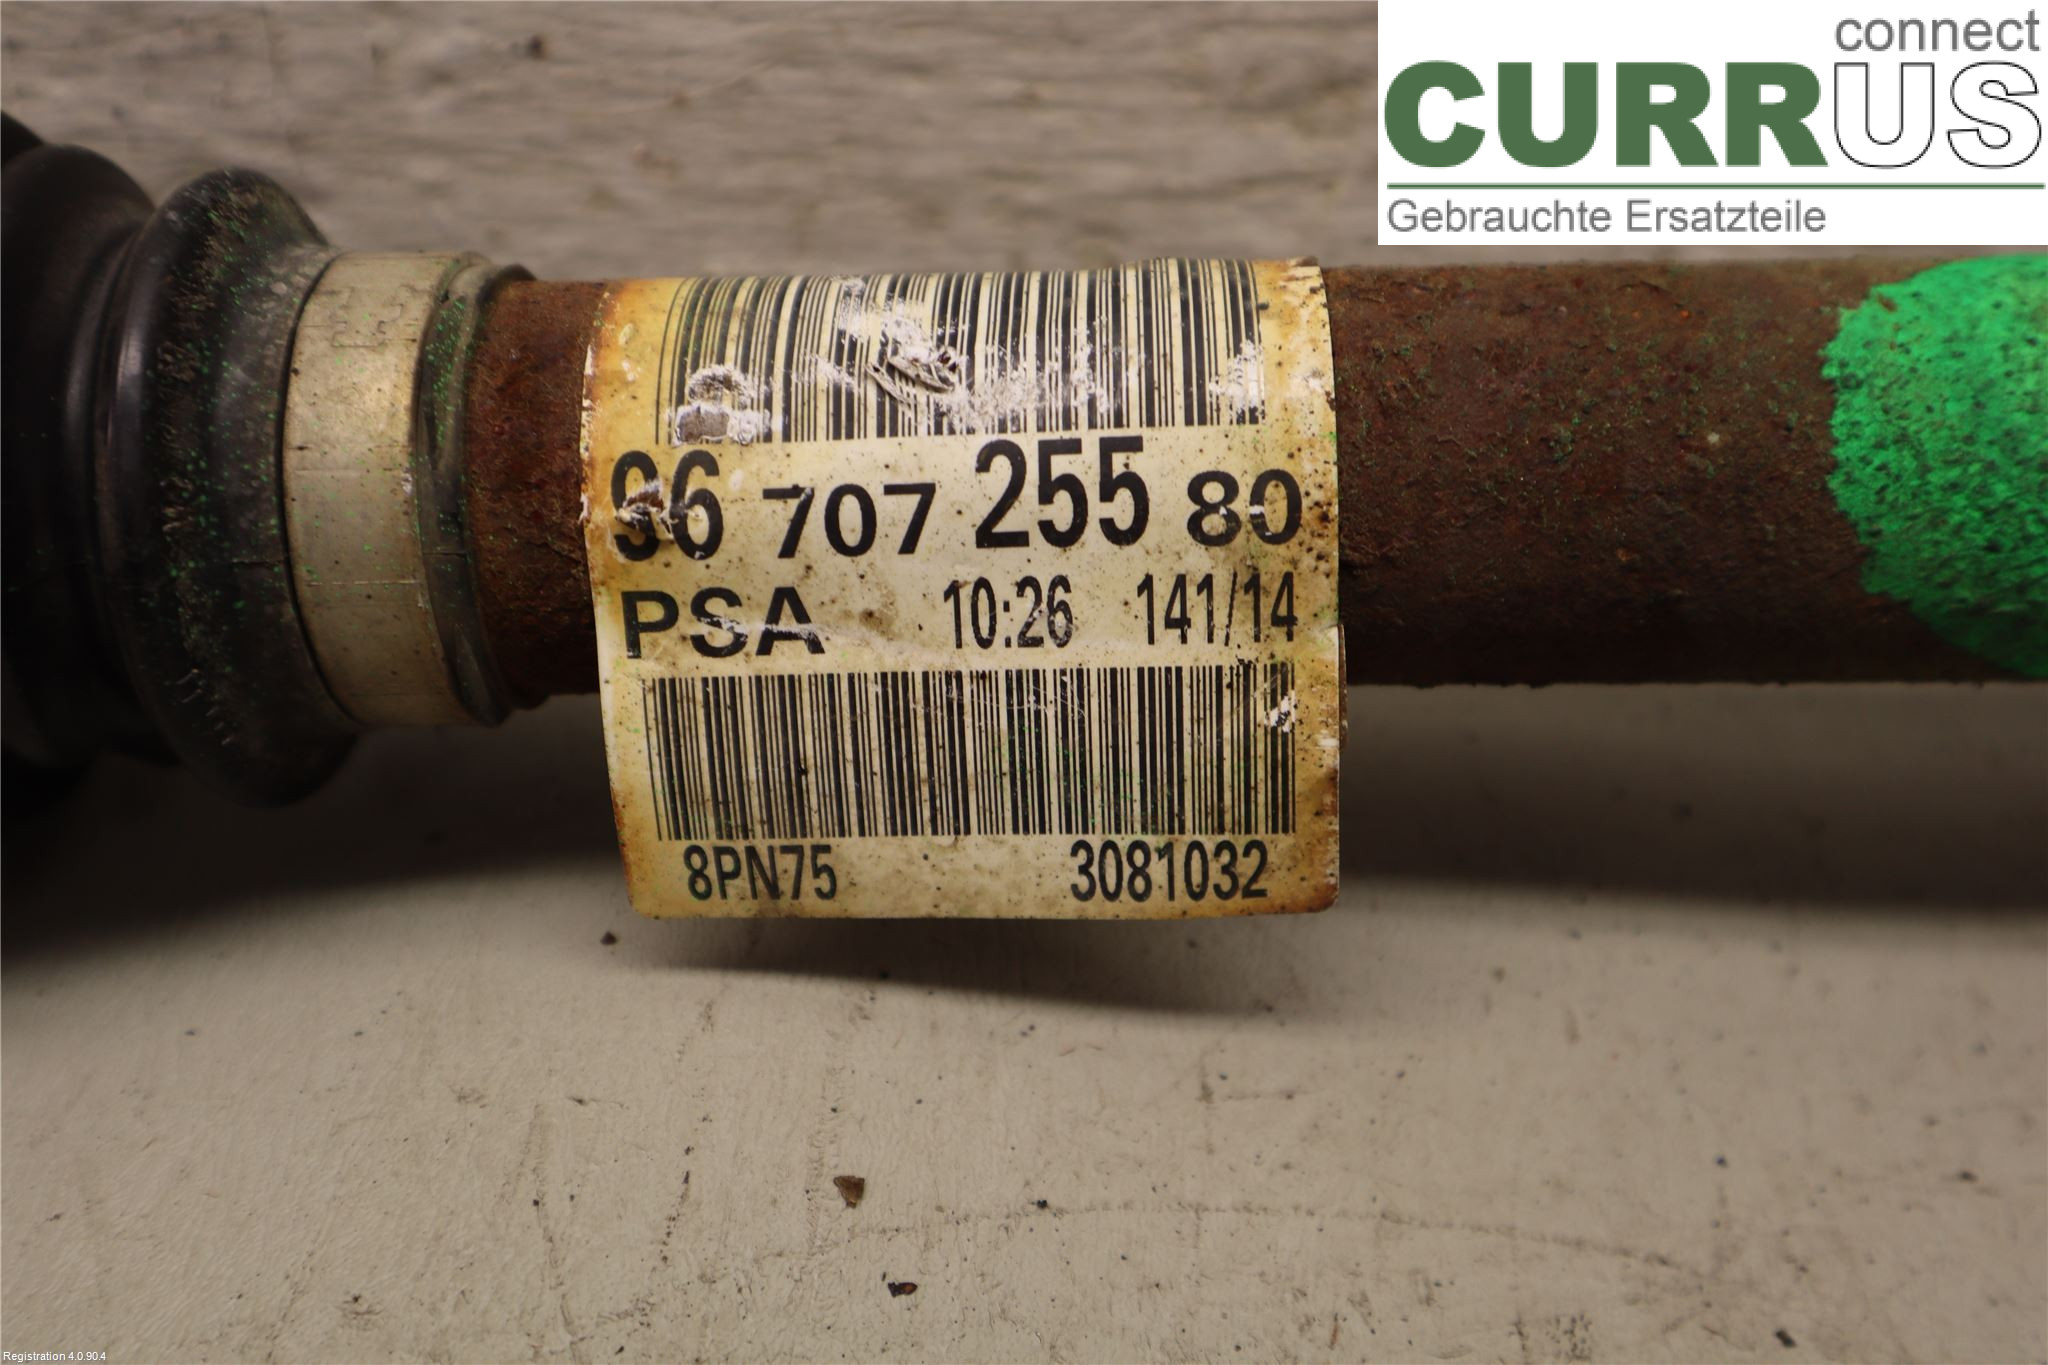 connect
CURRUS
Gebrauchte Ersatzteile
96 707 255 80
PSA 10:26 141/14
8PN75 3081032
Registration 4.0.90.4